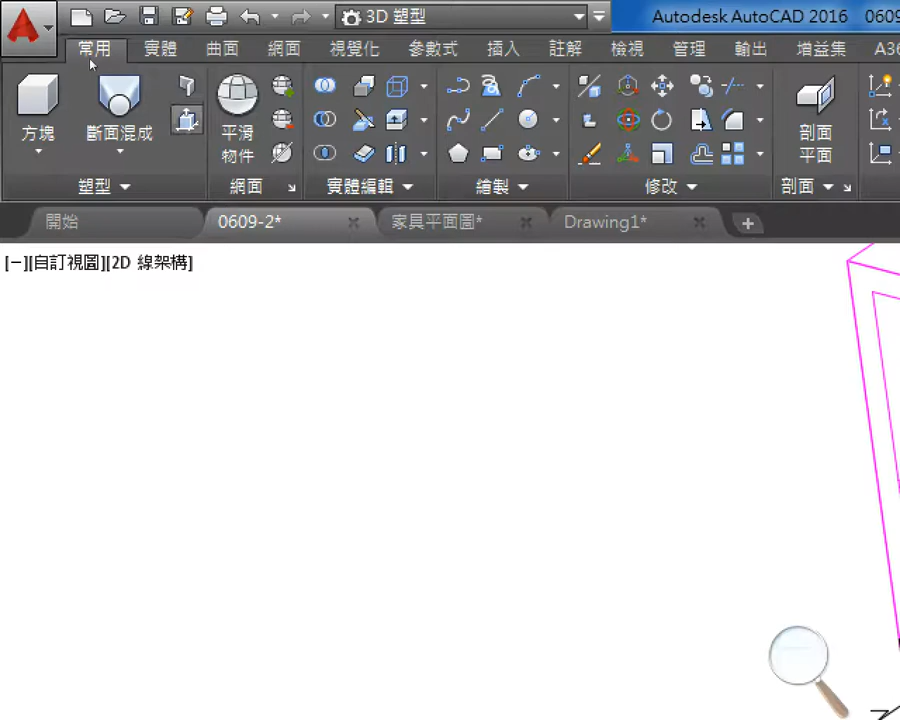 3D 塑型 Autodesk AutoCAD 2016 0609
常用 實體 曲面 網面 視覺化 參數式 插入 註解 檢視 管理 輸出 增益集 A36
方塊 斷面混成 平滑 剖面
物件 平面
塑型 網面 實體編輯 繪製 修改 剖面
開始 0609-2* 家具平面圖* Drawing1*
[−][自訂視圖][2D 線架構]